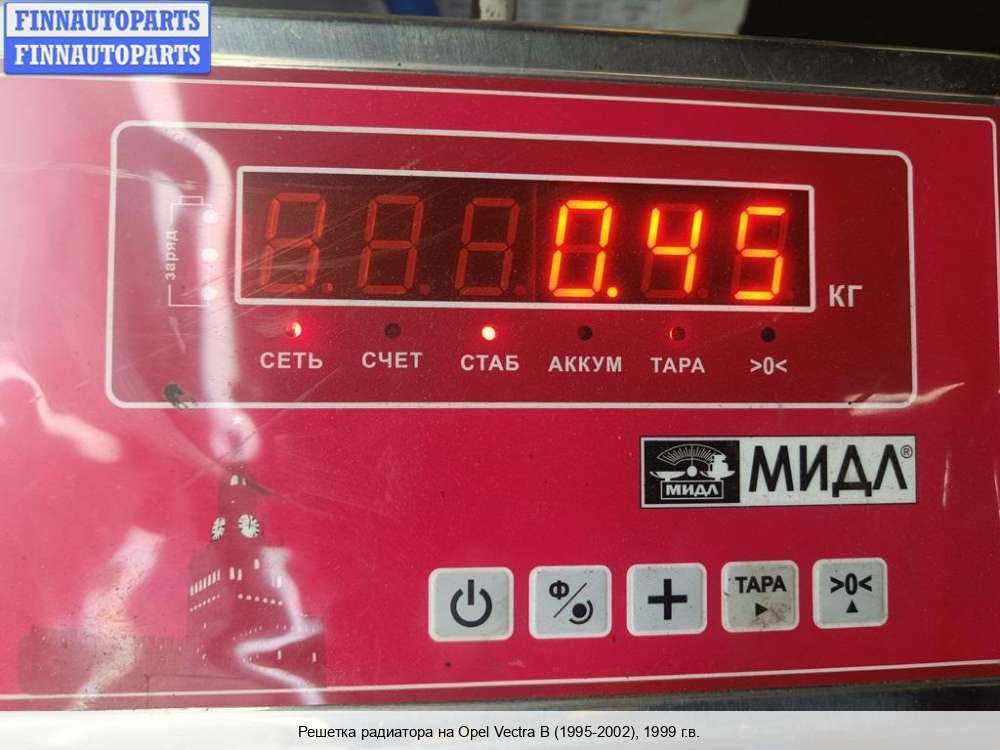 FINNAUTOPARTS
FINNAUTOPARTS
заряд
0.45
КГ
СЕТЬ СЧЕТ СТАБ АККУМ ТАРА >0<
МИДЛ МИДЛ®
Ф ТАРА >0<
Решетка радиатора на Opel Vectra B (1995-2002), 1999 г.в.